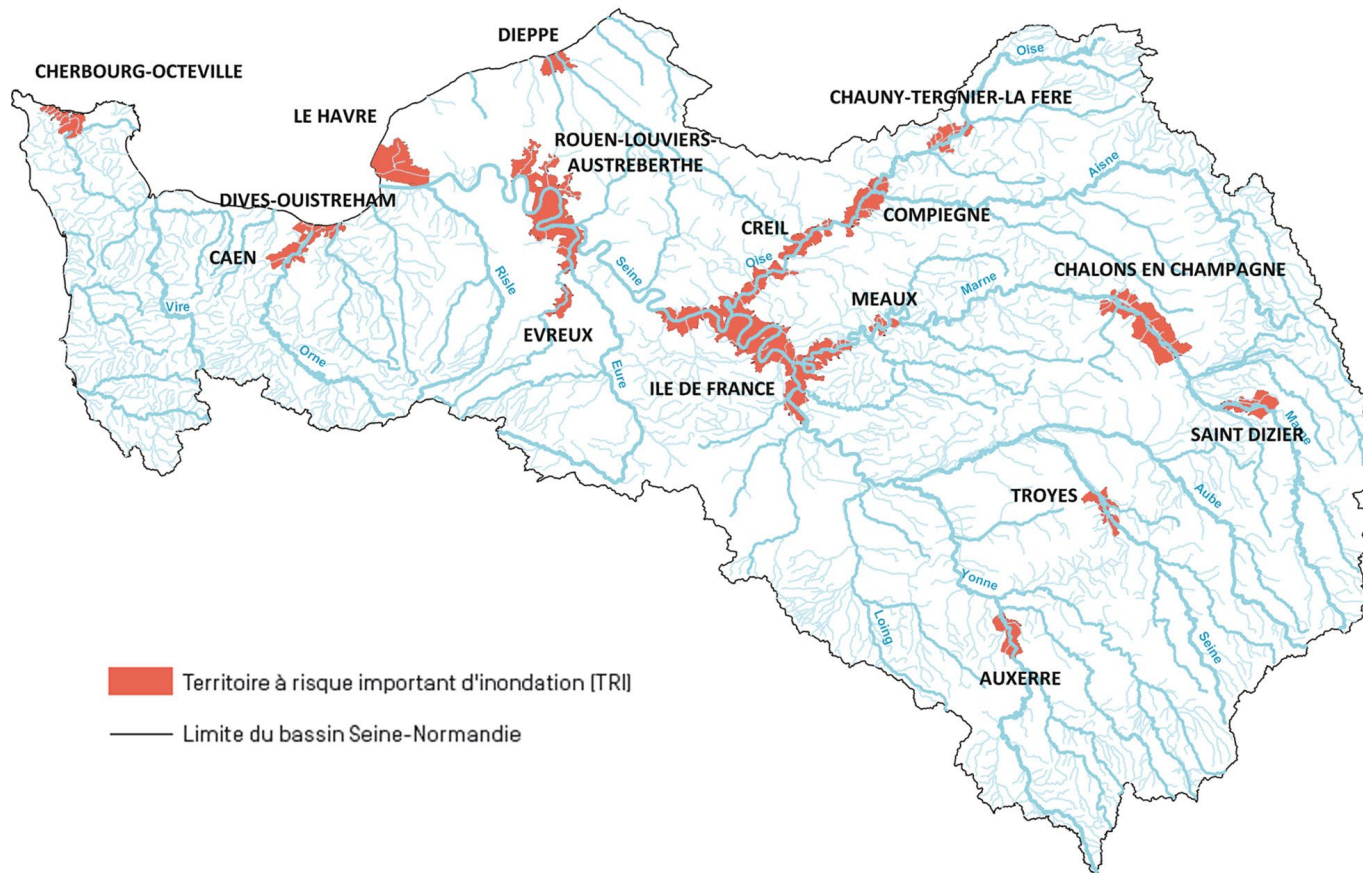 DIEPPE
Oise
CHERBOURG-OCTEVILLE
CHAUNY-TERGNIER-LA FERE
LE HAVRE
ROUEN-LOUVIERS-
AUSTREBERTHE
Aisne
DIVES-OUISTREHAM
COMPIEGNE
CREIL
CAEN
Oise
Seine
CHALONS EN CHAMPAGNE
Risle
Marne
MEAUX
Vire
EVREUX
Orne
Eure
ILE DE FRANCE
Marne
SAINT DIZIER
TROYES
Aube
Yonne
Loing
Seine
AUXERRE
Territoire à risque important d'inondation (TRI)
Limite du bassin Seine-Normandie